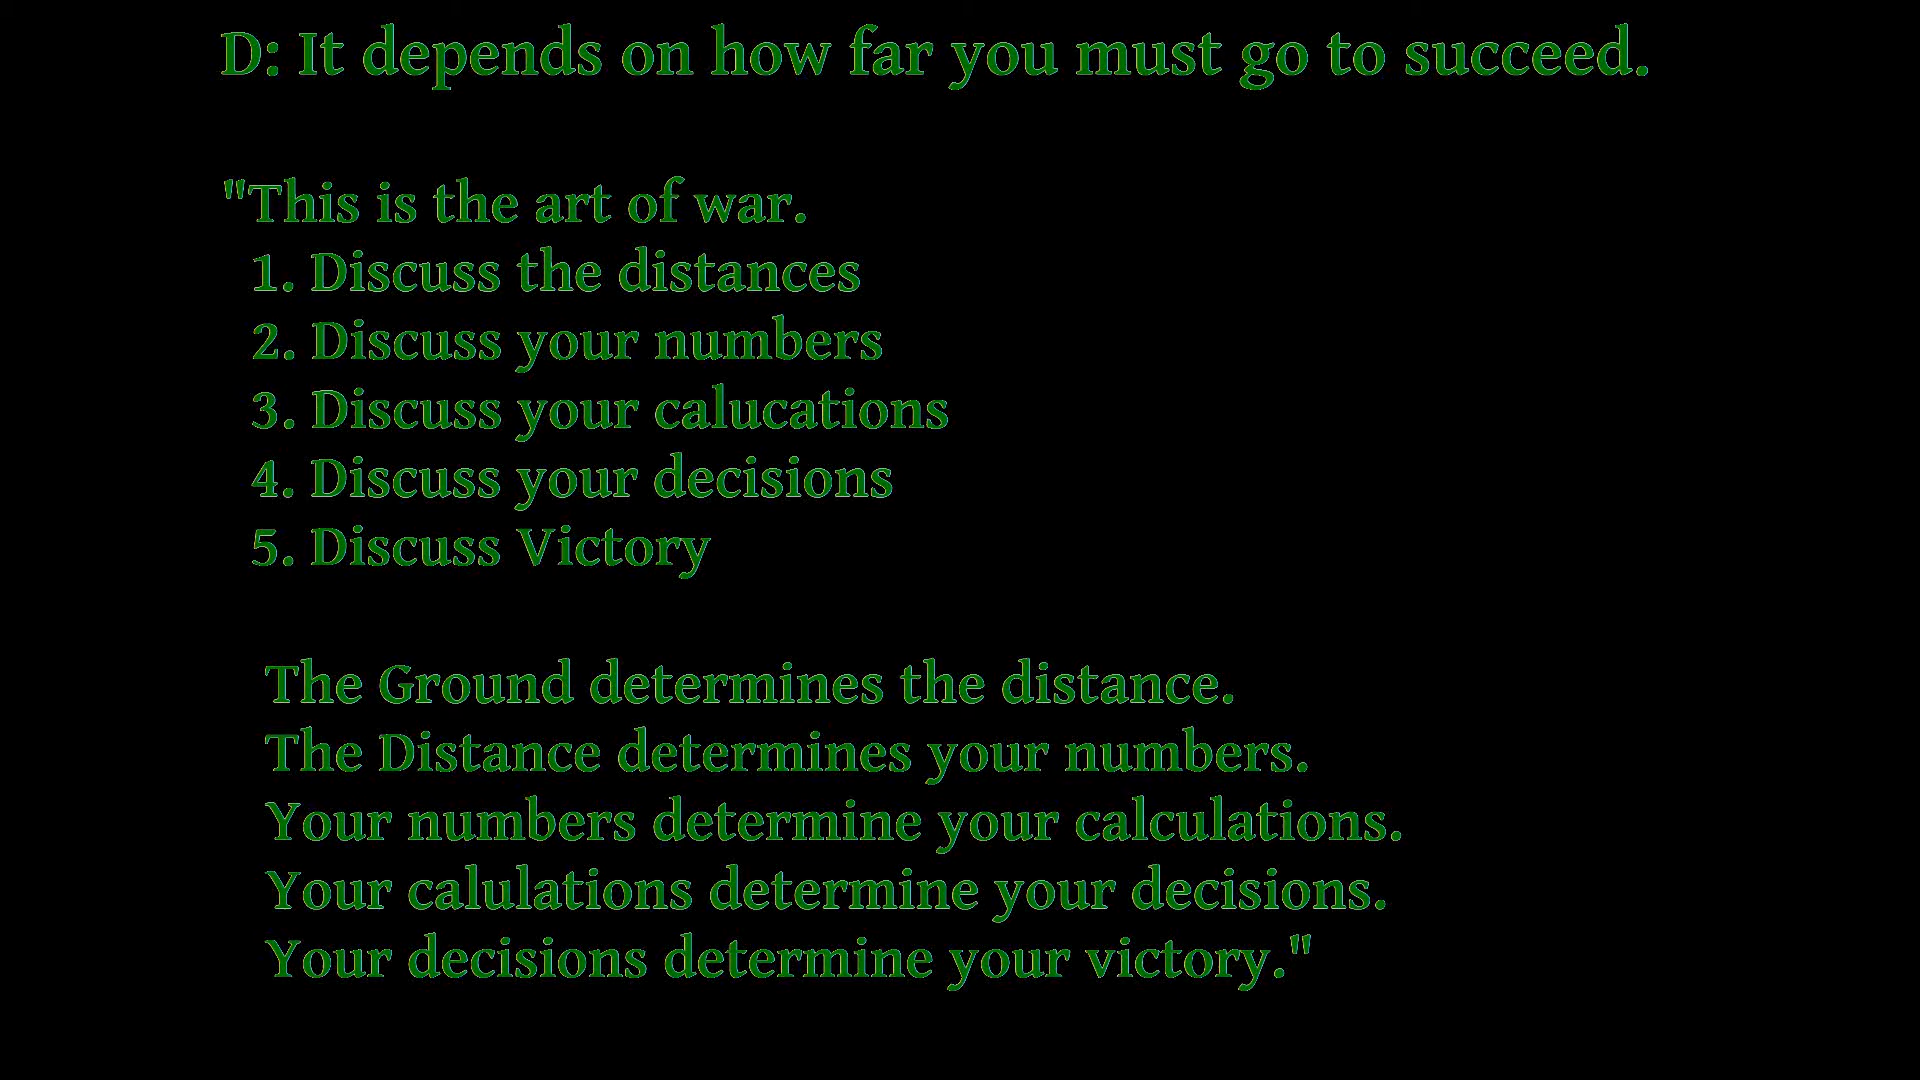 D: It depends on how far you must go to succeed.
"This is the art of war.
1. Discuss the distances
2. Discuss your numbers
3. Discuss your calucations
4. Discuss your decisions
5. Discuss Victory
The Ground determines the distance.
The Distance determines your numbers.
Your numbers determine your calculations.
Your calulations determine your decisions.
Your decisions determine your victory."